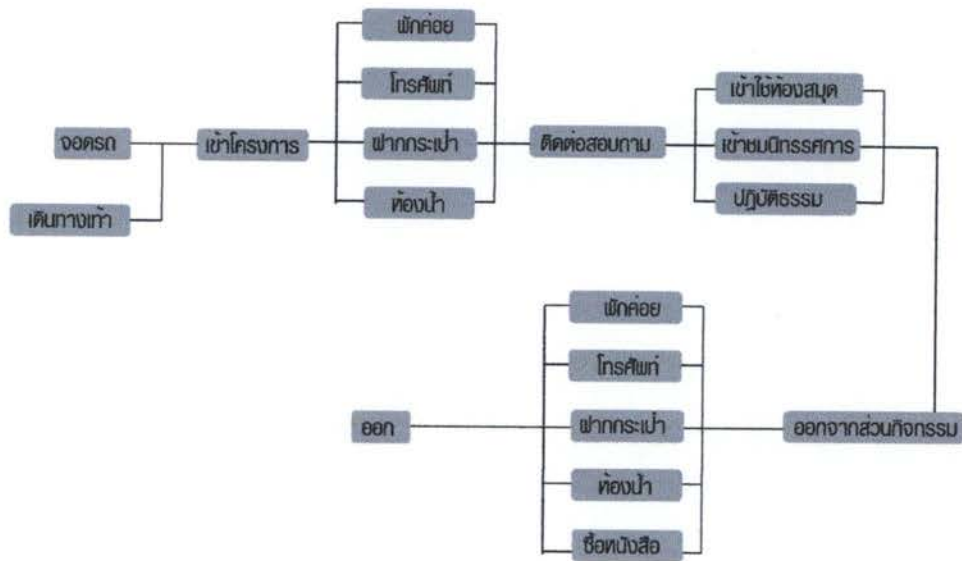 จอดรถ
เดินทางเท้า
เข้าโครงการ
พักคอย
โทรศัพท์
ฝากกระเป๋า
ห้องน้ำ
ติดต่อสอบถาม
เข้าใช้ห้องสมุด
เข้าชมนิทรรศการ
ปฏิบัติธรรม
ออกจากส่วนกิจกรรม
พักคอย
โทรศัพท์
ฝากกระเป๋า
ห้องน้ำ
ซื้อหนังสือ
ออก